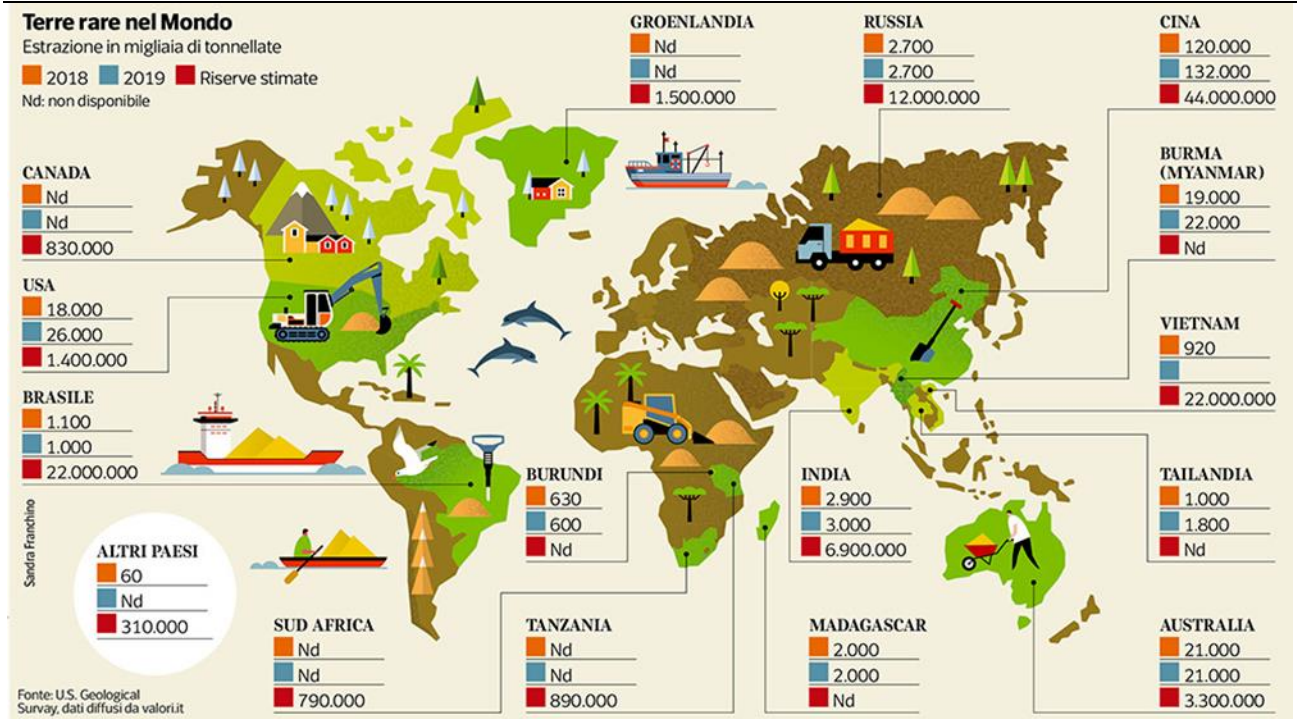 Terre rare nel Mondo
Estrazione in migliaia di tonnellate
2018 2019 Riserve stimate
Nd: non disponibile
GROENLANDIA
Nd
Nd
1.500.000
RUSSIA
2.700
2.700
12.000.000
CINA
120.000
132.000
44.000.000
CANADA
Nd
Nd
830.000
USA
18.000
26.000
1.400.000
BRASILE
1.100
1.000
22.000.000
BURMA
(MYANMAR)
19.000
22.000
Nd
VIETNAM
920
22.000.000
BURUNDI
630
600
Nd
INDIA
2.900
3.000
6.900.000
TAILANDIA
1.000
1.800
Nd
ALTRI PAESI
60
Nd
310.000
SUD AFRICA
Nd
Nd
790.000
TANZANIA
Nd
Nd
890.000
MADAGASCAR
2.000
2.000
Nd
AUSTRALIA
21.000
21.000
3.300.000
Sandra Franchino
Fonte: U.S. Geological
Survay, dati diffusi da valori.it